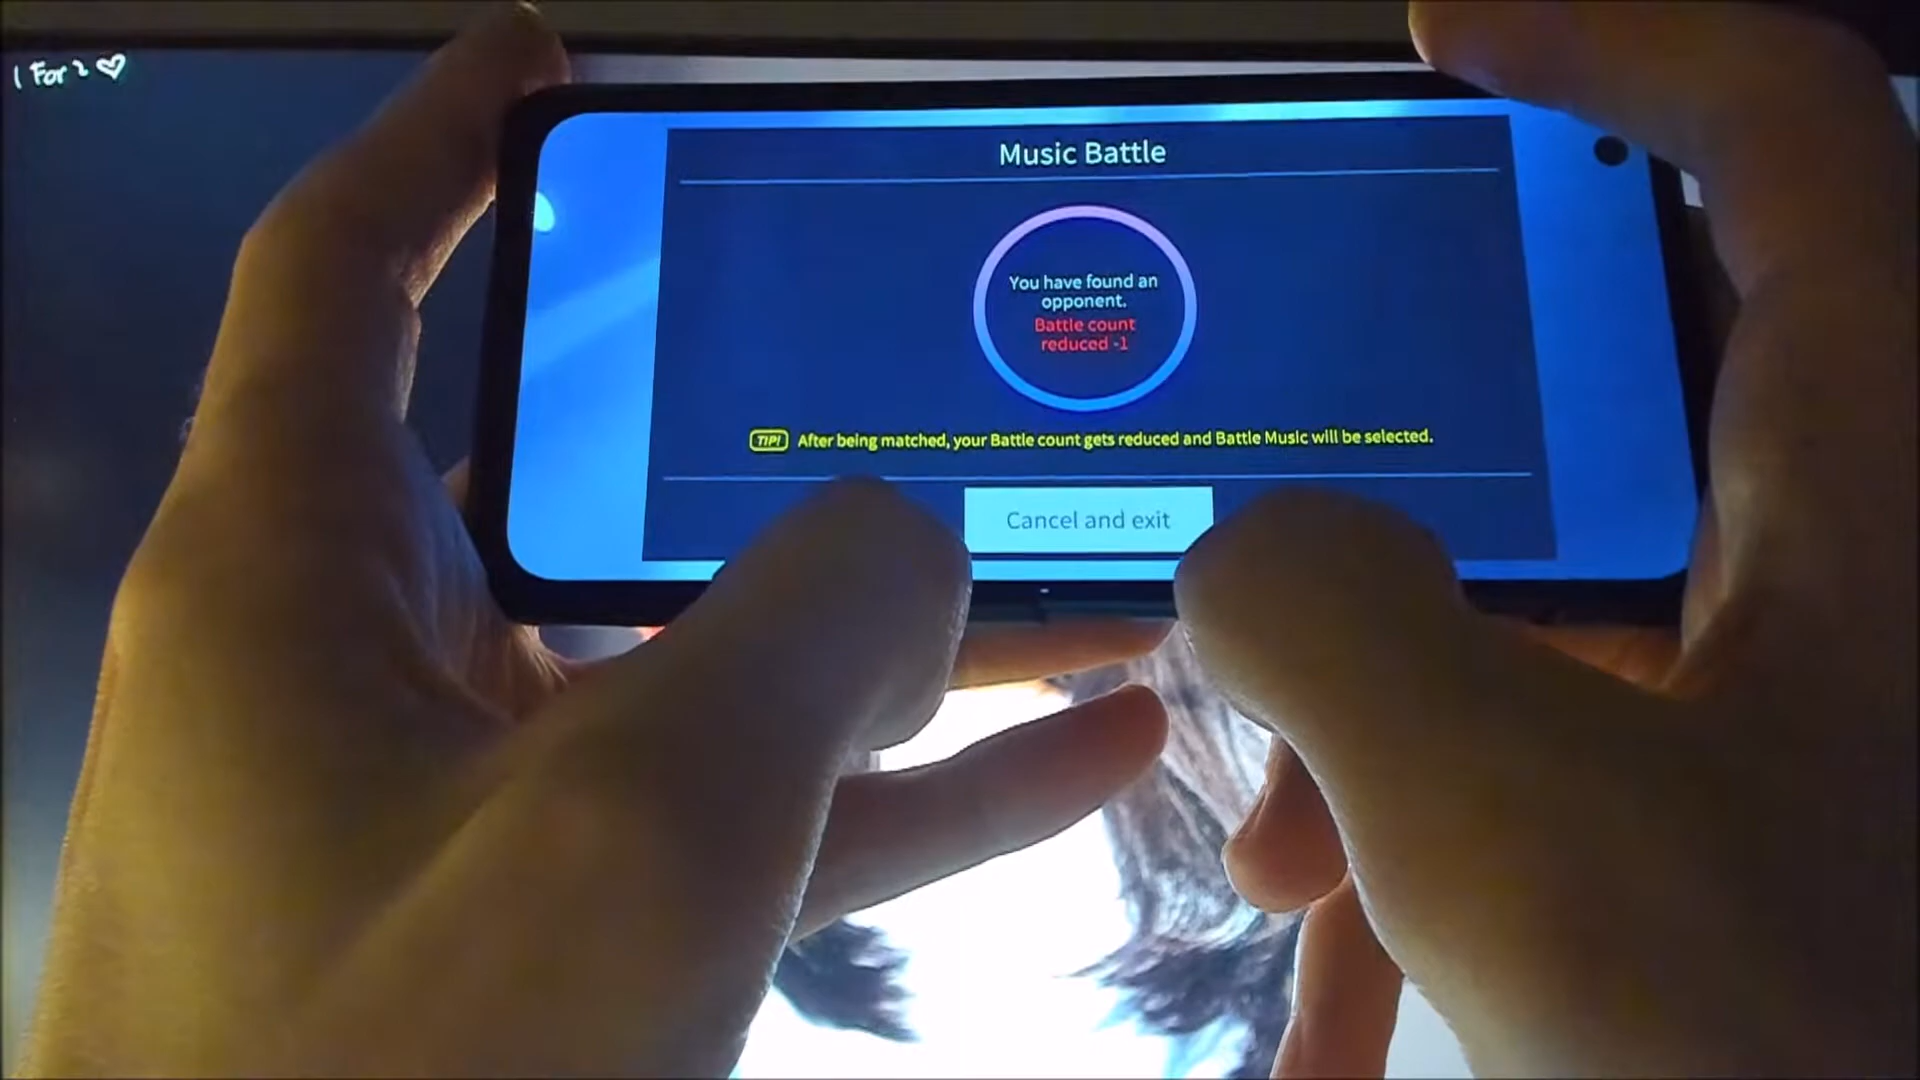 1 For 2 ♡
Music Battle
You have found an
opponent.
Battle count
reduced -1
TIP! After being matched, your Battle count gets reduced and Battle Music will be selected.
Cancel and exit